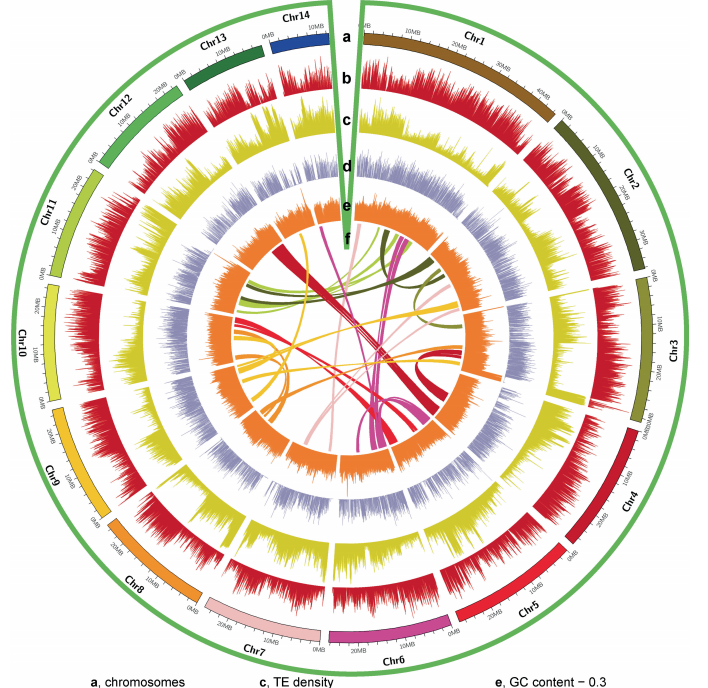 Chr14
Chr13
Chr12
Chr11
Chr10
Chr9
Chr8
Chr7
Chr6
Chr5
Chr4
Chr3
Chr2
Chr1
a
b
c
d
e
f
0MB 10MB 20MB 30MB 40MB
0MB 10MB 20MB 30MB
0MB 10MB 20MB 30MB
0MB 10MB 20MB
0MB 10MB 20MB
0MB 10MB 20MB
0MB 10MB 20MB
0MB 10MB 20MB
0MB 10MB 20MB
0MB 10MB 20MB
0MB 10MB 20MB
0MB 10MB 20MB
0MB 10MB
0MB 10MB
a, chromosomes c, TE density e, GC content − 0.3